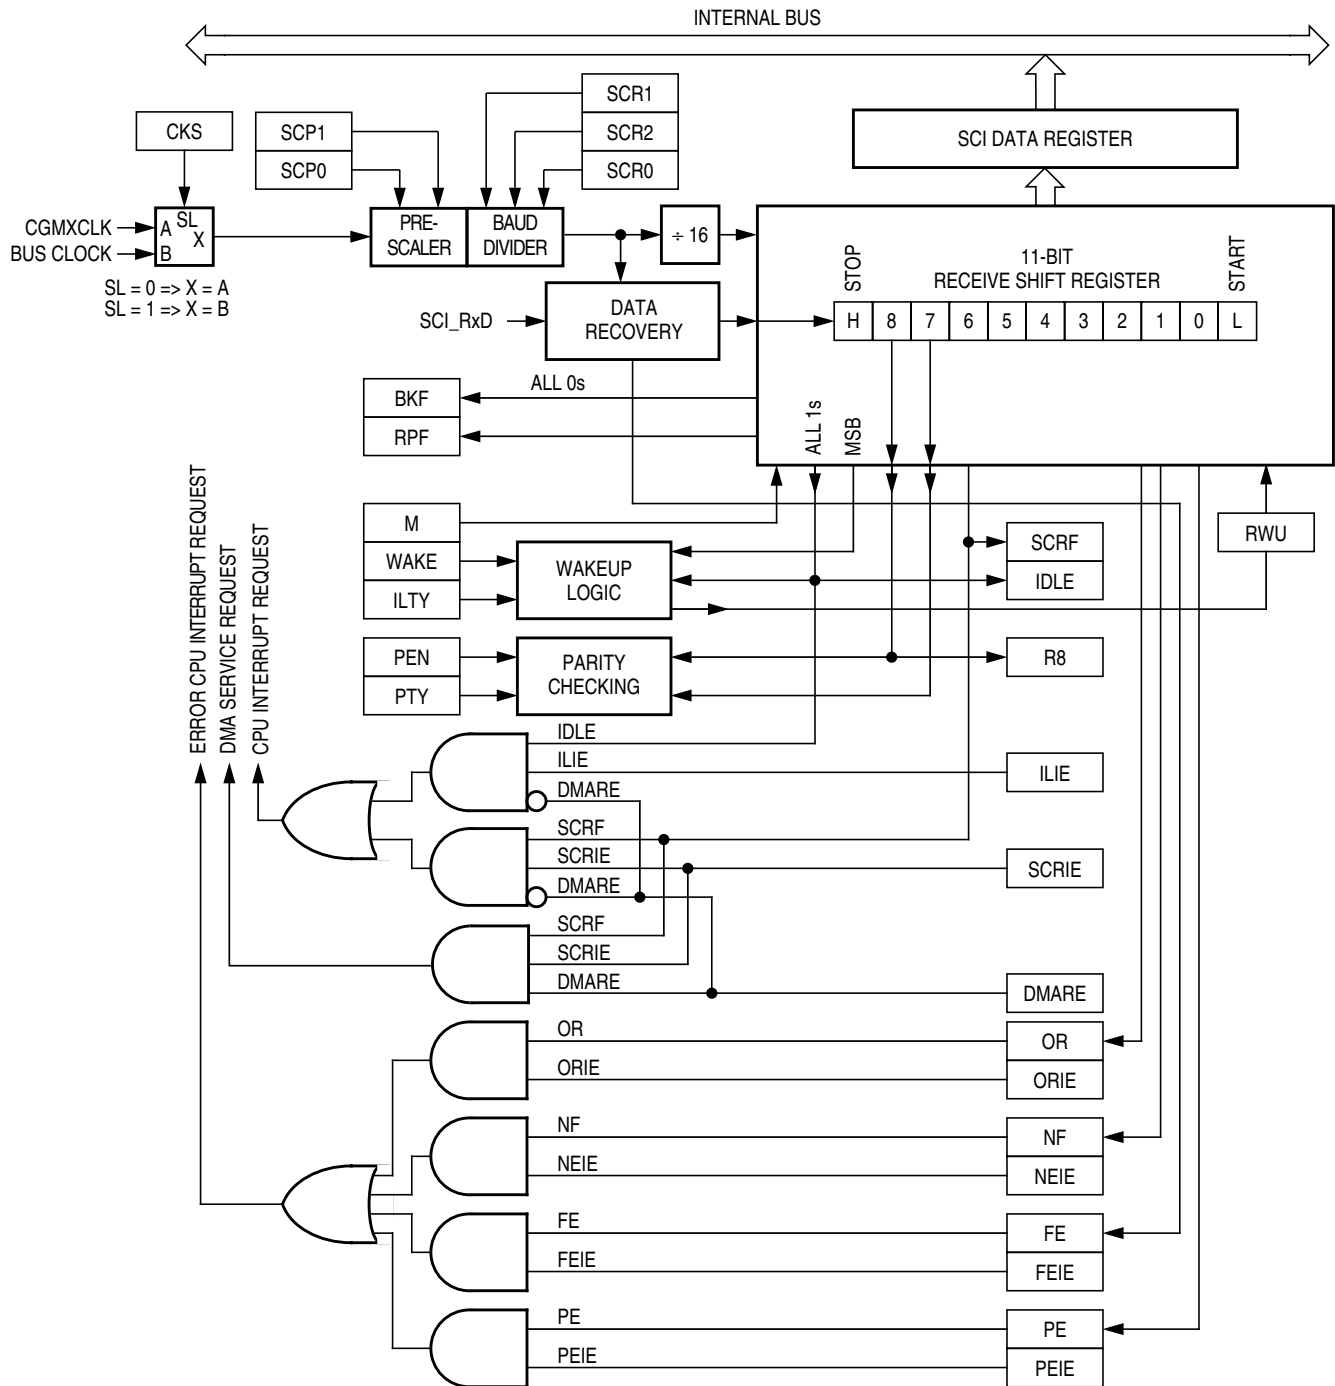 INTERNAL BUS
SCR1
SCR2
SCR0
SCI DATA REGISTER
CKS
SCP1
SCP0
CGMXCLK
BUS CLOCK
A
SL
X
B
SL = 0 => X = A
SL = 1 => X = B
PRE-
SCALER
BAUD
DIVIDER
÷ 16
STOP
11-BIT
RECEIVE SHIFT REGISTER
START
H 8 7 6 5 4 3 2 1 0 L
SCI_RxD
DATA
RECOVERY
ALL 0s
BKF
RPF
ALL 1s
MSB
M
WAKE
ILTY
WAKEUP
LOGIC
SCRF
IDLE
RWU
PEN
PTY
PARITY
CHECKING
R8
ERROR CPU INTERRUPT REQUEST
DMA SERVICE REQUEST
CPU INTERRUPT REQUEST
IDLE
ILIE
DMARE
ILIE
SCRF
SCRIE
DMARE
SCRIE
SCRF
SCRIE
DMARE
DMARE
OR
ORIE
OR
ORIE
NF
NEIE
NF
NEIE
FE
FEIE
FE
FEIE
PE
PEIE
PE
PEIE